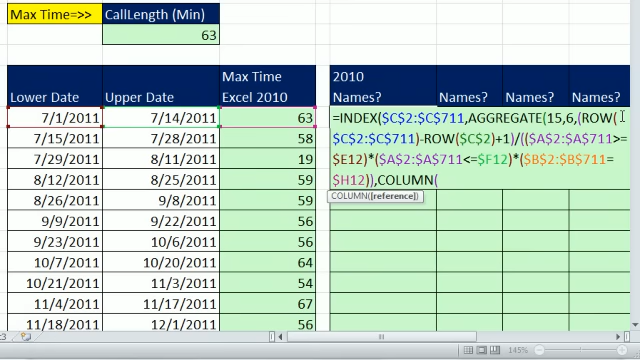 Max Time=>> CallLength (Min)
63
Max Time 2010
Lower Date Upper Date Excel 2010 Names? Names? Names? Names?
7/1/2011 7/14/2011 63 =INDEX($C$2:$C$711,AGGREGATE(15,6,(ROW(
7/15/2011 7/28/2011 58 $C$2:$C$711)-ROW($C$2)+1)/(($A$2:$A$711>=
7/29/2011 8/11/2011 19 $E12)*($A$2:$A$711<=$F12)*($B$2:$B$711=
8/12/2011 8/25/2011 59 $H12)),COLUMN(
8/26/2011 9/8/2011 59 COLUMN([reference])
9/9/2011 9/22/2011 56
9/23/2011 10/6/2011 56
10/7/2011 10/20/2011 64
10/21/2011 11/3/2011 54
11/4/2011 11/17/2011 67
11/18/2011 12/1/2011 56
145%